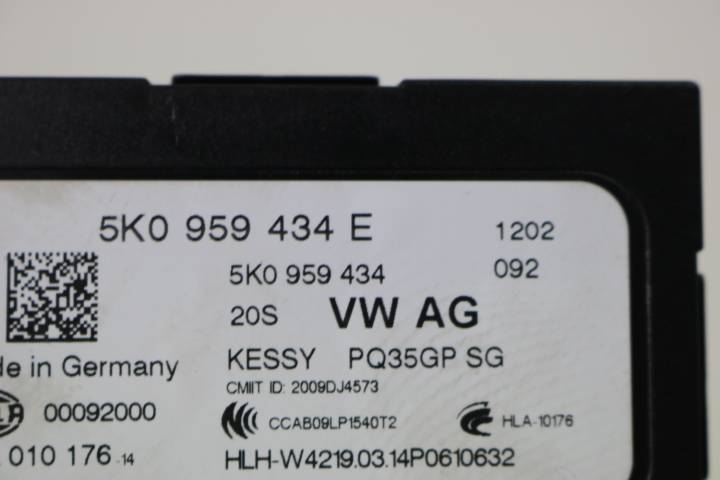 5K0 959 434 E 1202
5K0 959 434 092
20S VW AG
in Germany KESSY PQ35GP SG
CMIIT ID: 2009DJ4573
00092000 CCAB09LP1540T2 HLA-10176
010 176 -14 HLH-W4219.03.14P0610632